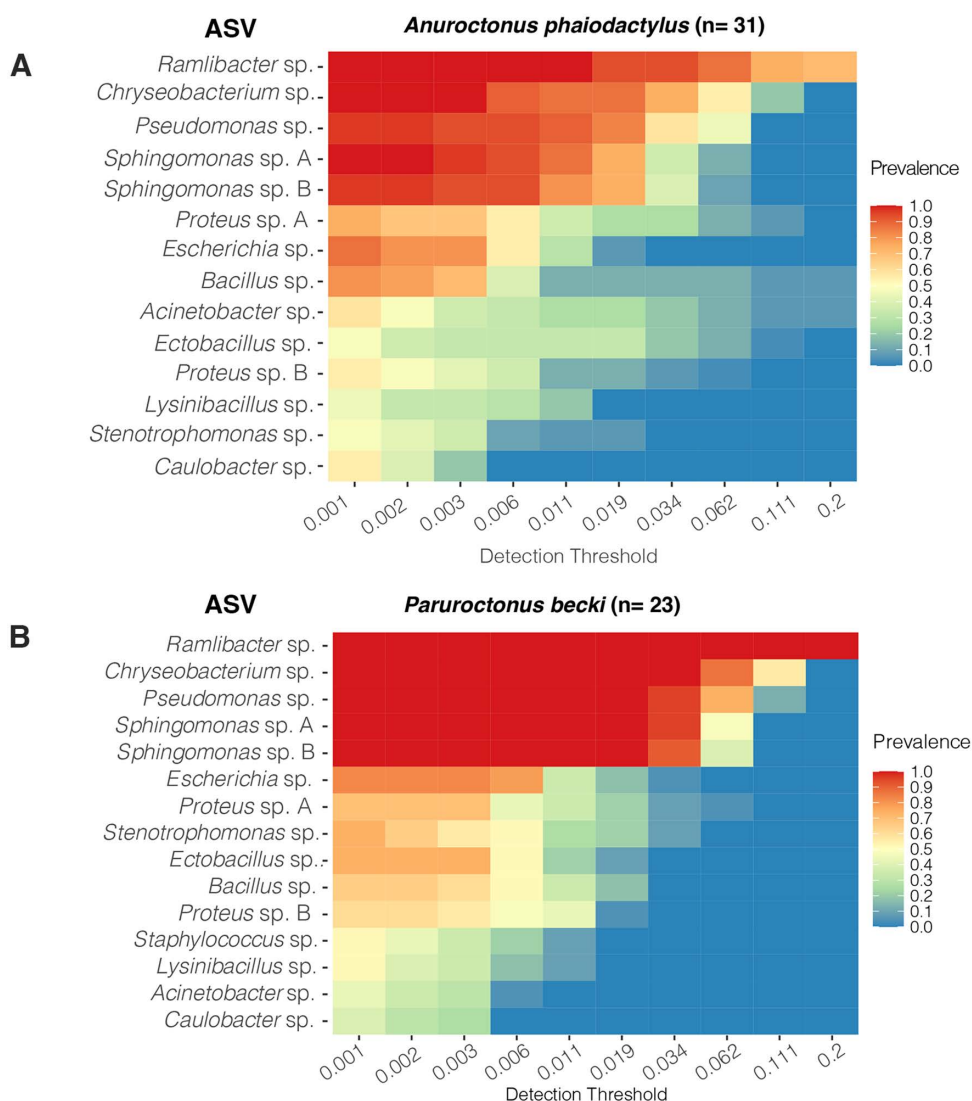 A
ASV
Anuroctonus phaiodactylus (n= 31)
Ramlibacter sp.
Chryseobacterium sp.
Pseudomonas sp.
Sphingomonas sp. A
Sphingomonas sp. B
Proteus sp. A
Escherichia sp.
Bacillus sp.
Acinetobacter sp.
Ectobacillus sp.
Proteus sp. B
Lysinibacillus sp.
Stenotrophomonas sp.
Caulobacter sp.
0.001 0.002 0.003 0.006 0.011 0.019 0.034 0.062 0.111 0.2
Detection Threshold
Prevalence
1.0
0.9
0.8
0.7
0.6
0.5
0.4
0.3
0.2
0.1
0.0
B
ASV
Paruroctonus becki (n= 23)
Ramlibacter sp.
Chryseobacterium sp.
Pseudomonas sp.
Sphingomonas sp. A
Sphingomonas sp. B
Escherichia sp.
Proteus sp. A
Stenotrophomonas sp.
Ectobacillus sp.
Bacillus sp.
Proteus sp. B
Staphylococcus sp.
Lysinibacillus sp.
Acinetobacter sp.
Caulobacter sp.
0.001 0.002 0.003 0.006 0.011 0.019 0.034 0.062 0.111 0.2
Detection Threshold
Prevalence
1.0
0.9
0.8
0.7
0.6
0.5
0.4
0.3
0.2
0.1
0.0